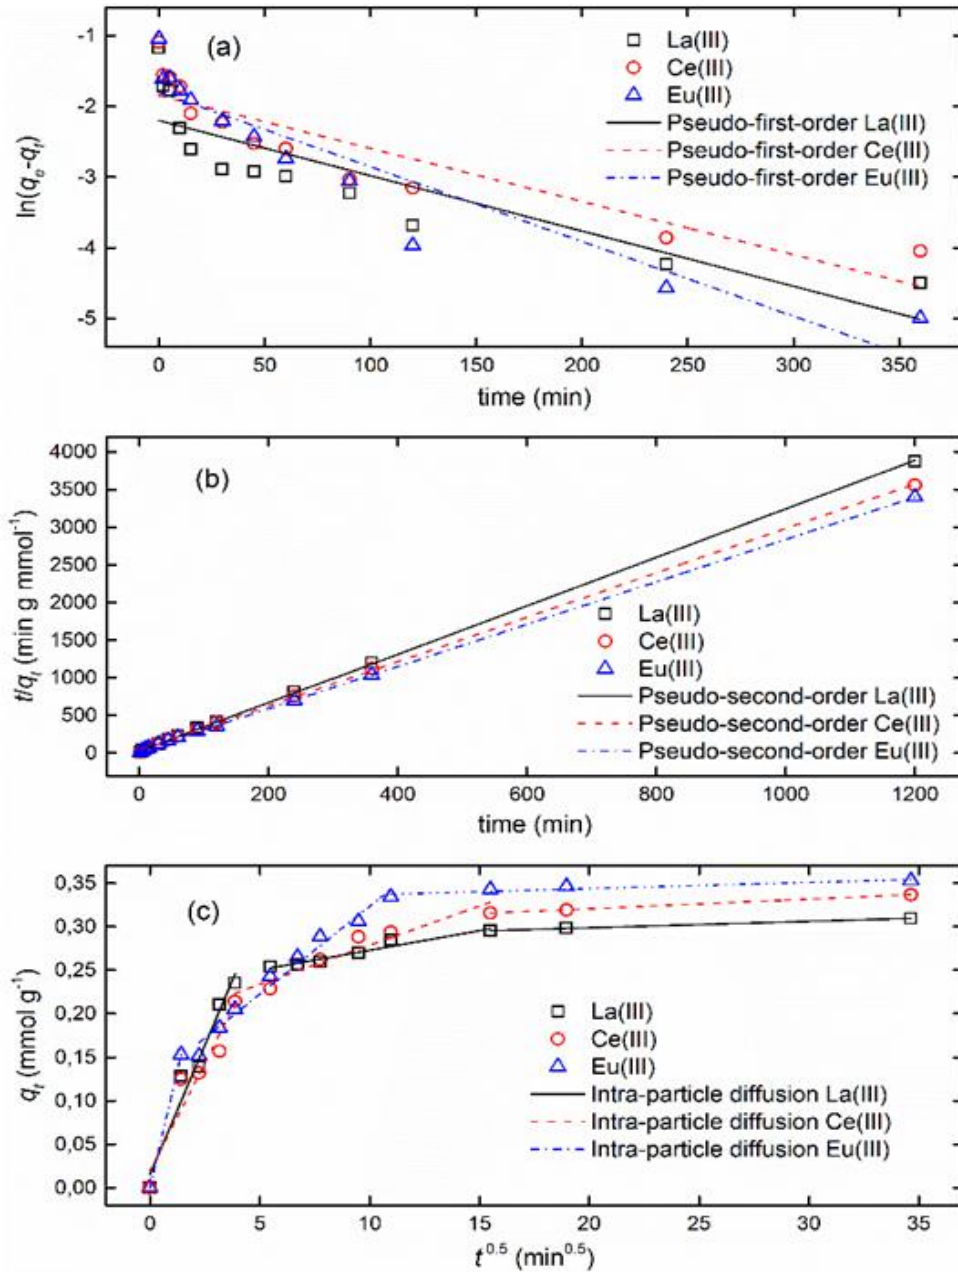 (a)
La(III)
Ce(III)
Eu(III)
Pseudo-first-order La(III)
Pseudo-first-order Ce(III)
Pseudo-first-order Eu(III)
-1
-2
-3
-4
-5
ln(qe-qt)
0 50 100 150 200 250 300 350
time (min)
(b)
4000
3500
3000
2500
2000
1500
1000
500
0
t/qt (min g mmol⁻¹)
La(III)
Ce(III)
Eu(III)
Pseudo-second-order La(III)
Pseudo-second-order Ce(III)
Pseudo-second-order Eu(III)
0 200 400 600 800 1000 1200
time (min)
(c)
0,35
0,30
0,25
0,20
0,15
0,10
0,05
0,00
qt (mmol g⁻¹)
La(III)
Ce(III)
Eu(III)
Intra-particle diffusion La(III)
Intra-particle diffusion Ce(III)
Intra-particle diffusion Eu(III)
0 5 10 15 20 25 30 35
t⁰·⁵ (min⁰·⁵)